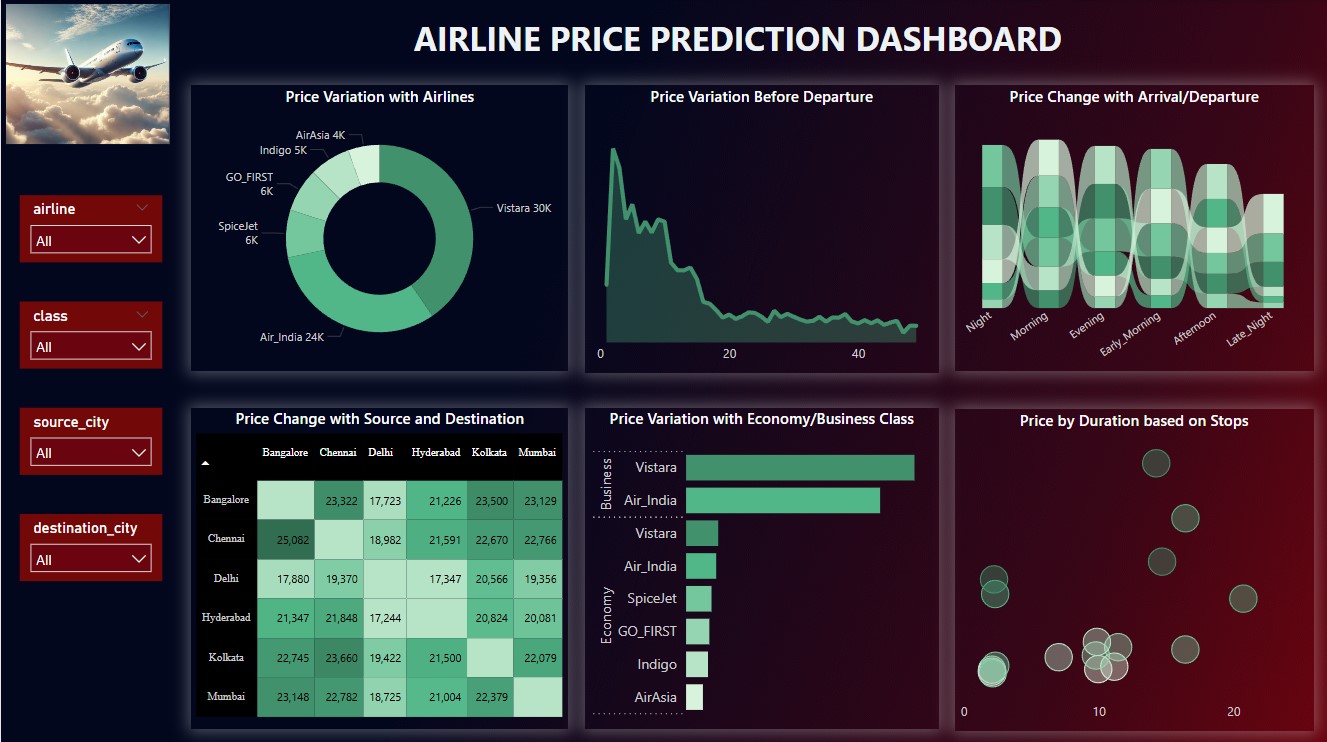 AIRLINE PRICE PREDICTION DASHBOARD
airline
All
class
All
source_city
All
destination_city
All
Price Variation with Airlines
AirAsia 4K
Indigo 5K
GO_FIRST
6K
SpiceJet
6K
Vistara 30K
Air_India 24K
Price Variation Before Departure
0 20 40
Price Change with Arrival/Departure
Night Morning Evening Early_Morning Afternoon Late_Night
Price Change with Source and Destination
Bangalore Chennai Delhi Hyderabad Kolkata Mumbai
Bangalore 23,322 17,723 21,226 23,500 23,129
Chennai 25,082 18,982 21,591 22,670 22,766
Delhi 17,880 19,370 17,347 20,566 19,356
Hyderabad 21,347 21,848 17,244 20,824 20,081
Kolkata 22,745 23,660 19,422 21,500 22,079
Mumbai 23,148 22,782 18,725 21,004 22,379
Price Variation with Economy/Business Class
Business
Vistara
Air_India
Economy
Vistara
Air_India
SpiceJet
GO_FIRST
Indigo
AirAsia
Price by Duration based on Stops
0 10 20